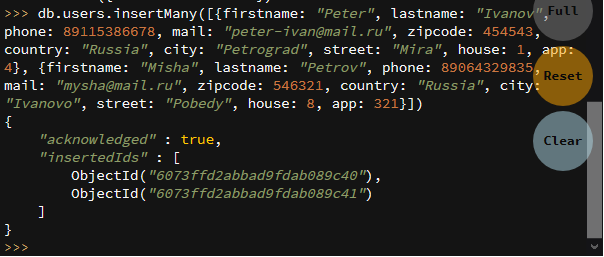 >>> db.users.insertMany([{firstname: "Peter", lastname: "Ivanov",
phone: 89115386678, mail: "peter-ivan@mail.ru", zipcode: 454543,
country: "Russia", city: "Petrograd", street: "Mira", house: 1, app:
4}, {firstname: "Misha", lastname: "Petrov", phone: 89064329835,
mail: "mysha@mail.ru", zipcode: 546321, country: "Russia", city:
"Ivanovo", street: "Pobedy", house: 8, app: 321}])
{
    "acknowledged" : true,
    "insertedIds" : [
        ObjectId("6073ffd2abbad9fdab089c40"),
        ObjectId("6073ffd2abbad9fdab089c41")
    ]
}
>>>
Full
Reset
Clear